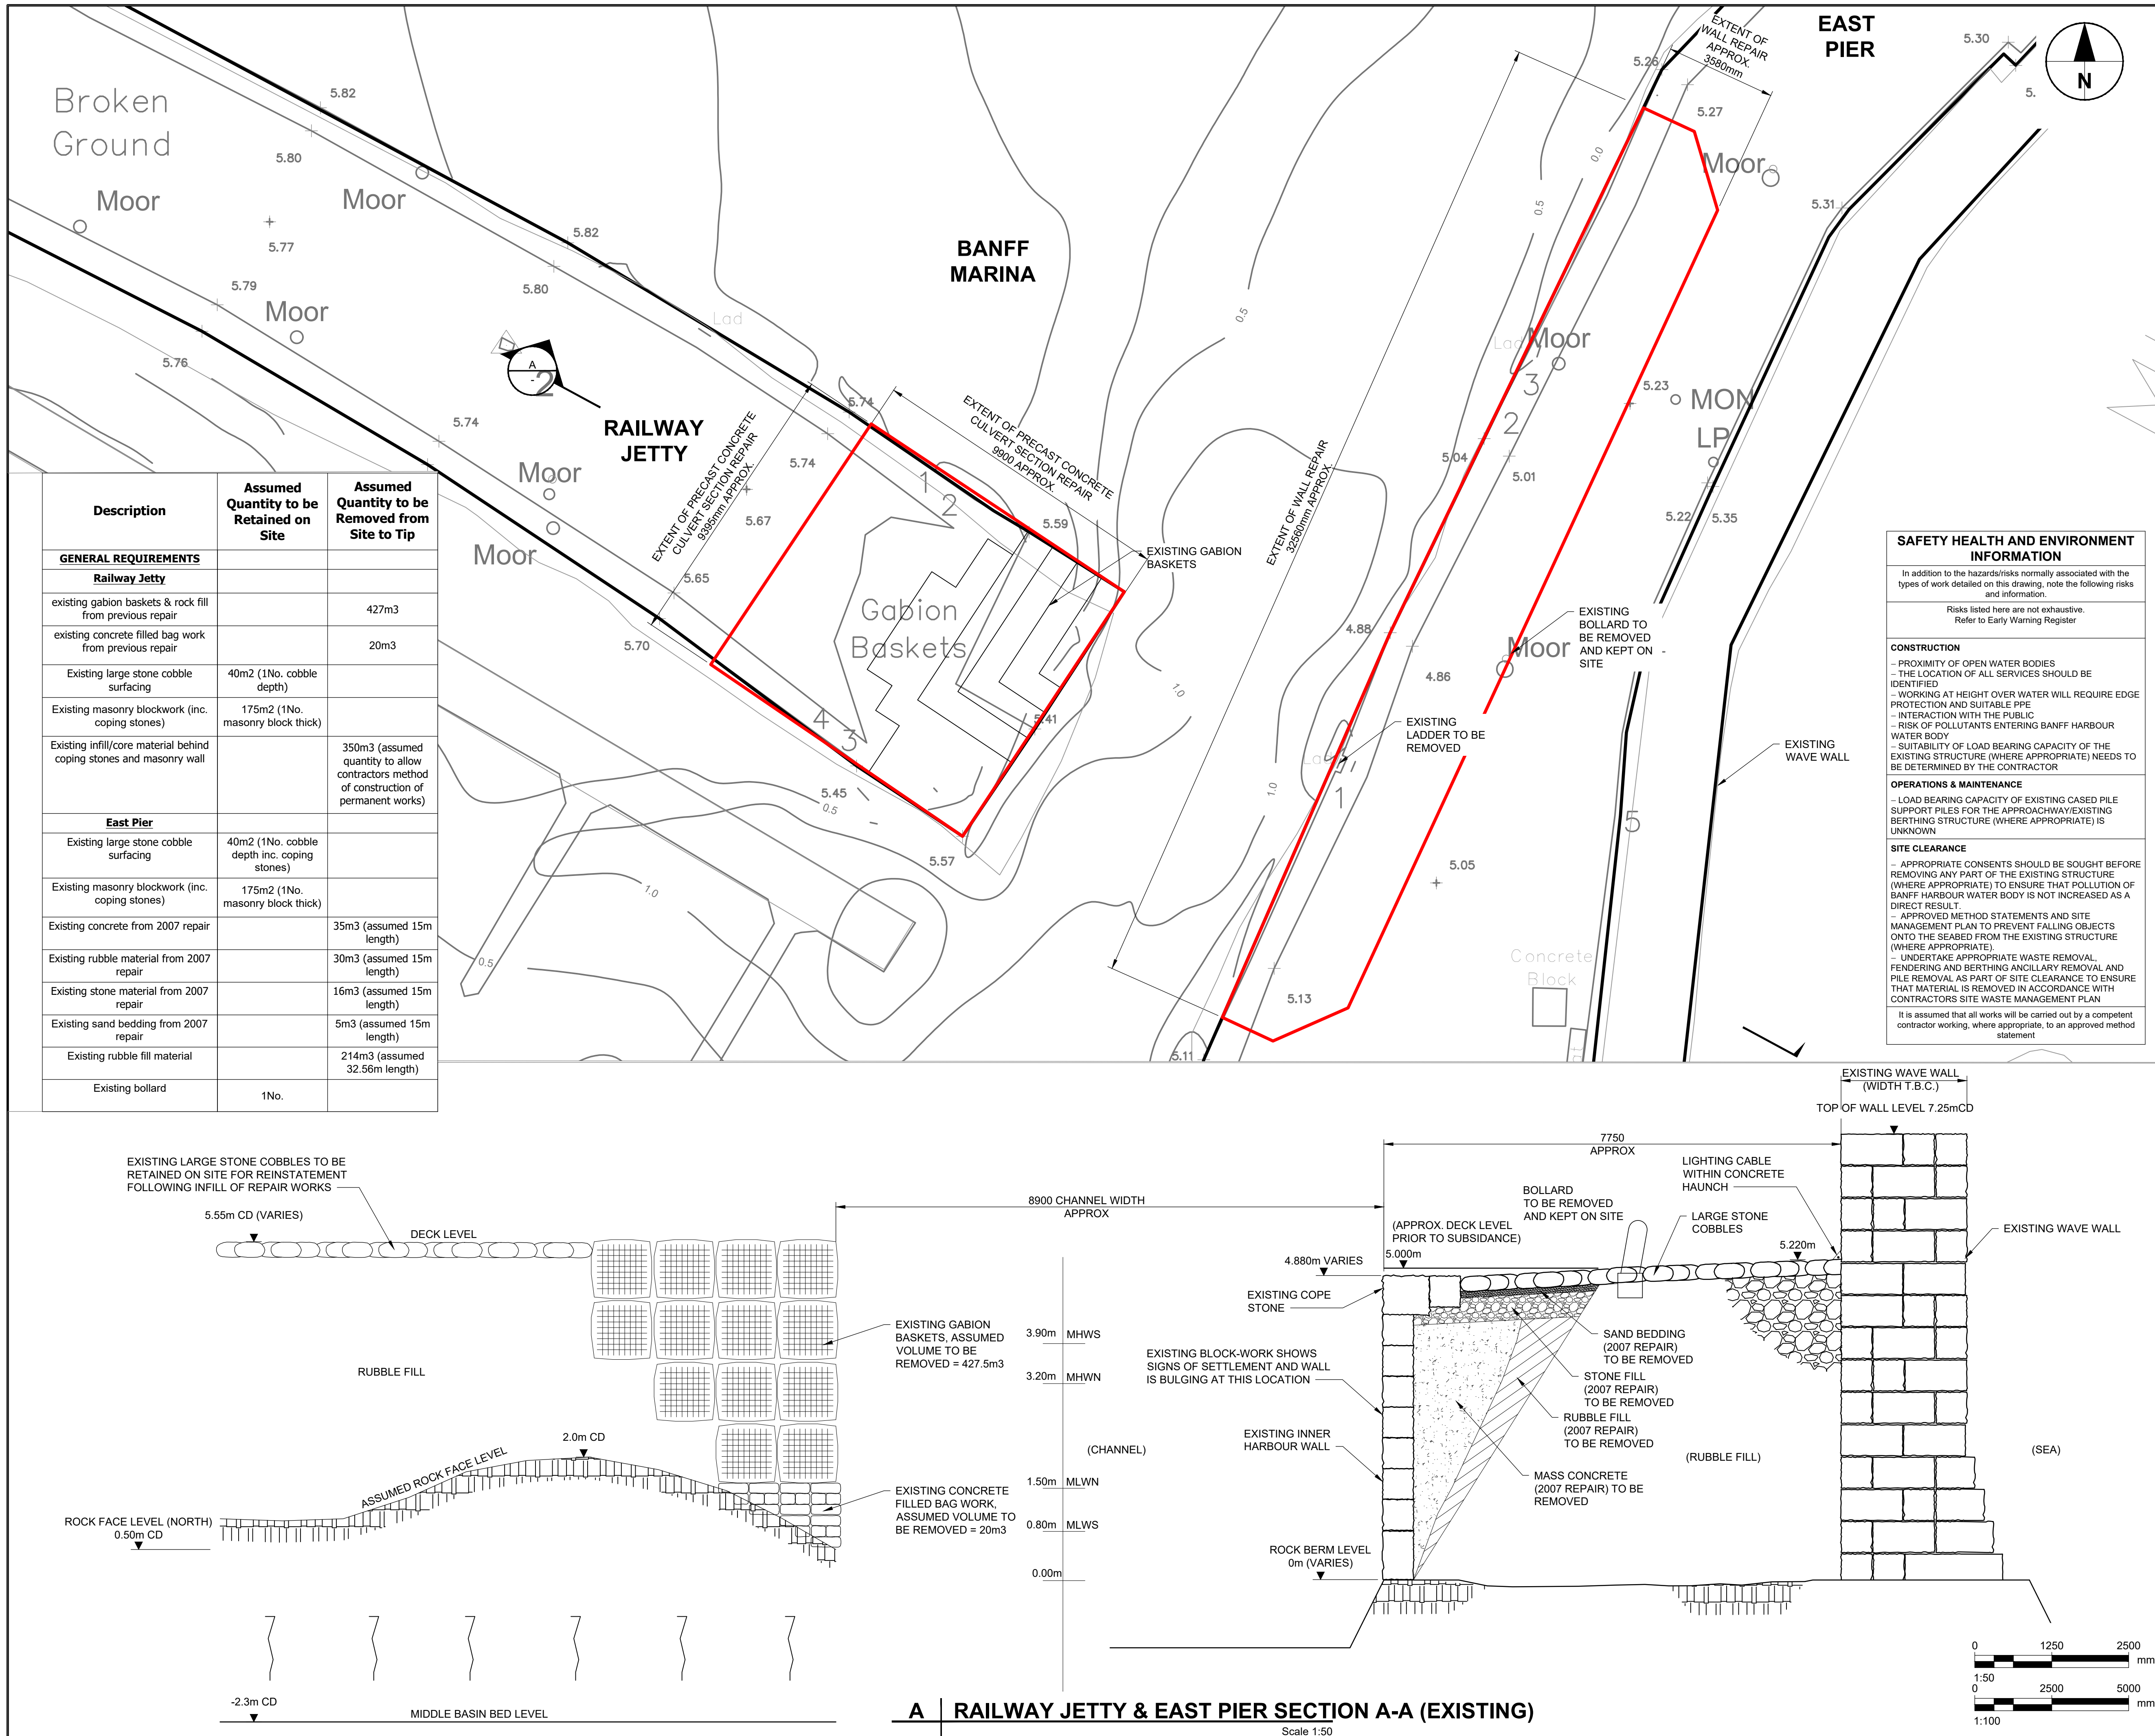 EAST
PIER
N
5.30
5.
EXTENT OF
WALL REPAIR
APPROX.
3580mm
5.26
5.27
Moor
5.31
0.0
0.5
Broken
Ground
5.82
5.80
Moor
Moor
5.77
5.82
5.79
5.80
Moor
5.76
BANFF
MARINA
0.5
Lad
A
-
2
RAILWAY
JETTY
5.74
5.74
5.74
Moor
Moor
5.67
5.65
5.70
EXTENT OF PRECAST CONCRETE
CULVERT SECTION REPAIR
9395mm APPROX.
EXTENT OF PRECAST CONCRETE
CULVERT SECTION REPAIR
9900 APPROX.
1
2
5.59
EXISTING GABION
BASKETS
Gabion
Baskets
5.41
4
3
5.45
0.5
5.57
1.0
0.5
1.0
EXTENT OF WALL REPAIR
32560mm APPROX.
Lad
Moor
3
2
5.04
5.01
5.23
MON
LP
5.22
5.35
4.88
4.86
Moor
EXISTING
BOLLARD TO
BE REMOVED
AND KEPT ON
SITE
EXISTING
LADDER TO BE
REMOVED
1
1.0
5.05
5.13
5.11
5
Concrete
Block
EXISTING
WAVE WALL
Description
Assumed Quantity to be Retained on Site
Assumed Quantity to be Removed from Site to Tip
GENERAL REQUIREMENTS
Railway Jetty
existing gabion baskets & rock fill from previous repair
427m3
existing concrete filled bag work from previous repair
20m3
Existing large stone cobble surfacing
40m2 (1No. cobble depth)
Existing masonry blockwork (inc. coping stones)
175m2 (1No. masonry block thick)
Existing infill/core material behind coping stones and masonry wall
350m3 (assumed quantity to allow contractors method of construction of permanent works)
East Pier
Existing large stone cobble surfacing
40m2 (1No. cobble depth inc. coping stones)
Existing masonry blockwork (inc. coping stones)
175m2 (1No. masonry block thick)
Existing concrete from 2007 repair
35m3 (assumed 15m length)
Existing rubble material from 2007 repair
30m3 (assumed 15m length)
Existing stone material from 2007 repair
16m3 (assumed 15m length)
Existing sand bedding from 2007 repair
5m3 (assumed 15m length)
Existing rubble fill material
214m3 (assumed 32.56m length)
Existing bollard
1No.
SAFETY HEALTH AND ENVIRONMENT
INFORMATION
In addition to the hazards/risks normally associated with the
types of work detailed on this drawing, note the following risks
and information.
Risks listed here are not exhaustive.
Refer to Early Warning Register
CONSTRUCTION
– PROXIMITY OF OPEN WATER BODIES
– THE LOCATION OF ALL SERVICES SHOULD BE
IDENTIFIED
– WORKING AT HEIGHT OVER WATER WILL REQUIRE EDGE
PROTECTION AND SUITABLE PPE
– INTERACTION WITH THE PUBLIC
– RISK OF POLLUTANTS ENTERING BANFF HARBOUR
WATER BODY
– SUITABILITY OF LOAD BEARING CAPACITY OF THE
EXISTING STRUCTURE (WHERE APPROPRIATE) NEEDS TO
BE DETERMINED BY THE CONTRACTOR
OPERATIONS & MAINTENANCE
– LOAD BEARING CAPACITY OF EXISTING CASED PILE
SUPPORT PILES FOR THE APPROACHWAY/EXISTING
BERTHING STRUCTURE (WHERE APPROPRIATE) IS
UNKNOWN
SITE CLEARANCE
– APPROPRIATE CONSENTS SHOULD BE SOUGHT BEFORE
REMOVING ANY PART OF THE EXISTING STRUCTURE
(WHERE APPROPRIATE) TO ENSURE THAT POLLUTION OF
BANFF HARBOUR WATER BODY IS NOT INCREASED AS A
DIRECT RESULT.
– APPROVED METHOD STATEMENTS AND SITE
MANAGEMENT PLAN TO PREVENT FALLING OBJECTS
ONTO THE SEABED FROM THE EXISTING STRUCTURE
(WHERE APPROPRIATE).
– UNDERTAKE APPROPRIATE WASTE REMOVAL,
FENDERING AND BERTHING ANCILLARY REMOVAL AND
PILE REMOVAL AS PART OF SITE CLEARANCE TO ENSURE
THAT MATERIAL IS REMOVED IN ACCORDANCE WITH
CONTRACTORS SITE WASTE MANAGEMENT PLAN
It is assumed that all works will be carried out by a competent
contractor working, where appropriate, to an approved method
statement
EXISTING LARGE STONE COBBLES TO BE
RETAINED ON SITE FOR REINSTATEMENT
FOLLOWING INFILL OF REPAIR WORKS
5.55m CD (VARIES)
DECK LEVEL
RUBBLE FILL
2.0m CD
ASSUMED ROCK FACE LEVEL
ROCK FACE LEVEL (NORTH)
0.50m CD
-2.3m CD
MIDDLE BASIN BED LEVEL
8900 CHANNEL WIDTH
APPROX
EXISTING GABION
BASKETS, ASSUMED
VOLUME TO BE
REMOVED = 427.5m3
EXISTING CONCRETE
FILLED BAG WORK,
ASSUMED VOLUME TO
BE REMOVED = 20m3
3.90m MHWS
3.20m MHWN
1.50m MLWN
0.80m MLWS
0.00m
(CHANNEL)
EXISTING WAVE WALL
(WIDTH T.B.C.)
TOP OF WALL LEVEL 7.25mCD
7750
APPROX
LIGHTING CABLE
WITHIN CONCRETE
HAUNCH
BOLLARD
TO BE REMOVED
AND KEPT ON SITE
LARGE STONE
COBBLES
(APPROX. DECK LEVEL
PRIOR TO SUBSIDANCE)
5.000m
4.880m VARIES
5.220m
EXISTING WAVE WALL
EXISTING COPE
STONE
EXISTING BLOCK-WORK SHOWS
SIGNS OF SETTLEMENT AND WALL
IS BULGING AT THIS LOCATION
EXISTING INNER
HARBOUR WALL
SAND BEDDING
(2007 REPAIR)
TO BE REMOVED
STONE FILL
(2007 REPAIR)
TO BE REMOVED
RUBBLE FILL
(2007 REPAIR)
TO BE REMOVED
MASS CONCRETE
(2007 REPAIR) TO BE
REMOVED
(RUBBLE FILL)
(SEA)
ROCK BERM LEVEL
0m (VARIES)
A RAILWAY JETTY & EAST PIER SECTION A-A (EXISTING)
Scale 1:50
0 1250 2500
mm
1:50
0 2500 5000
mm
1:100